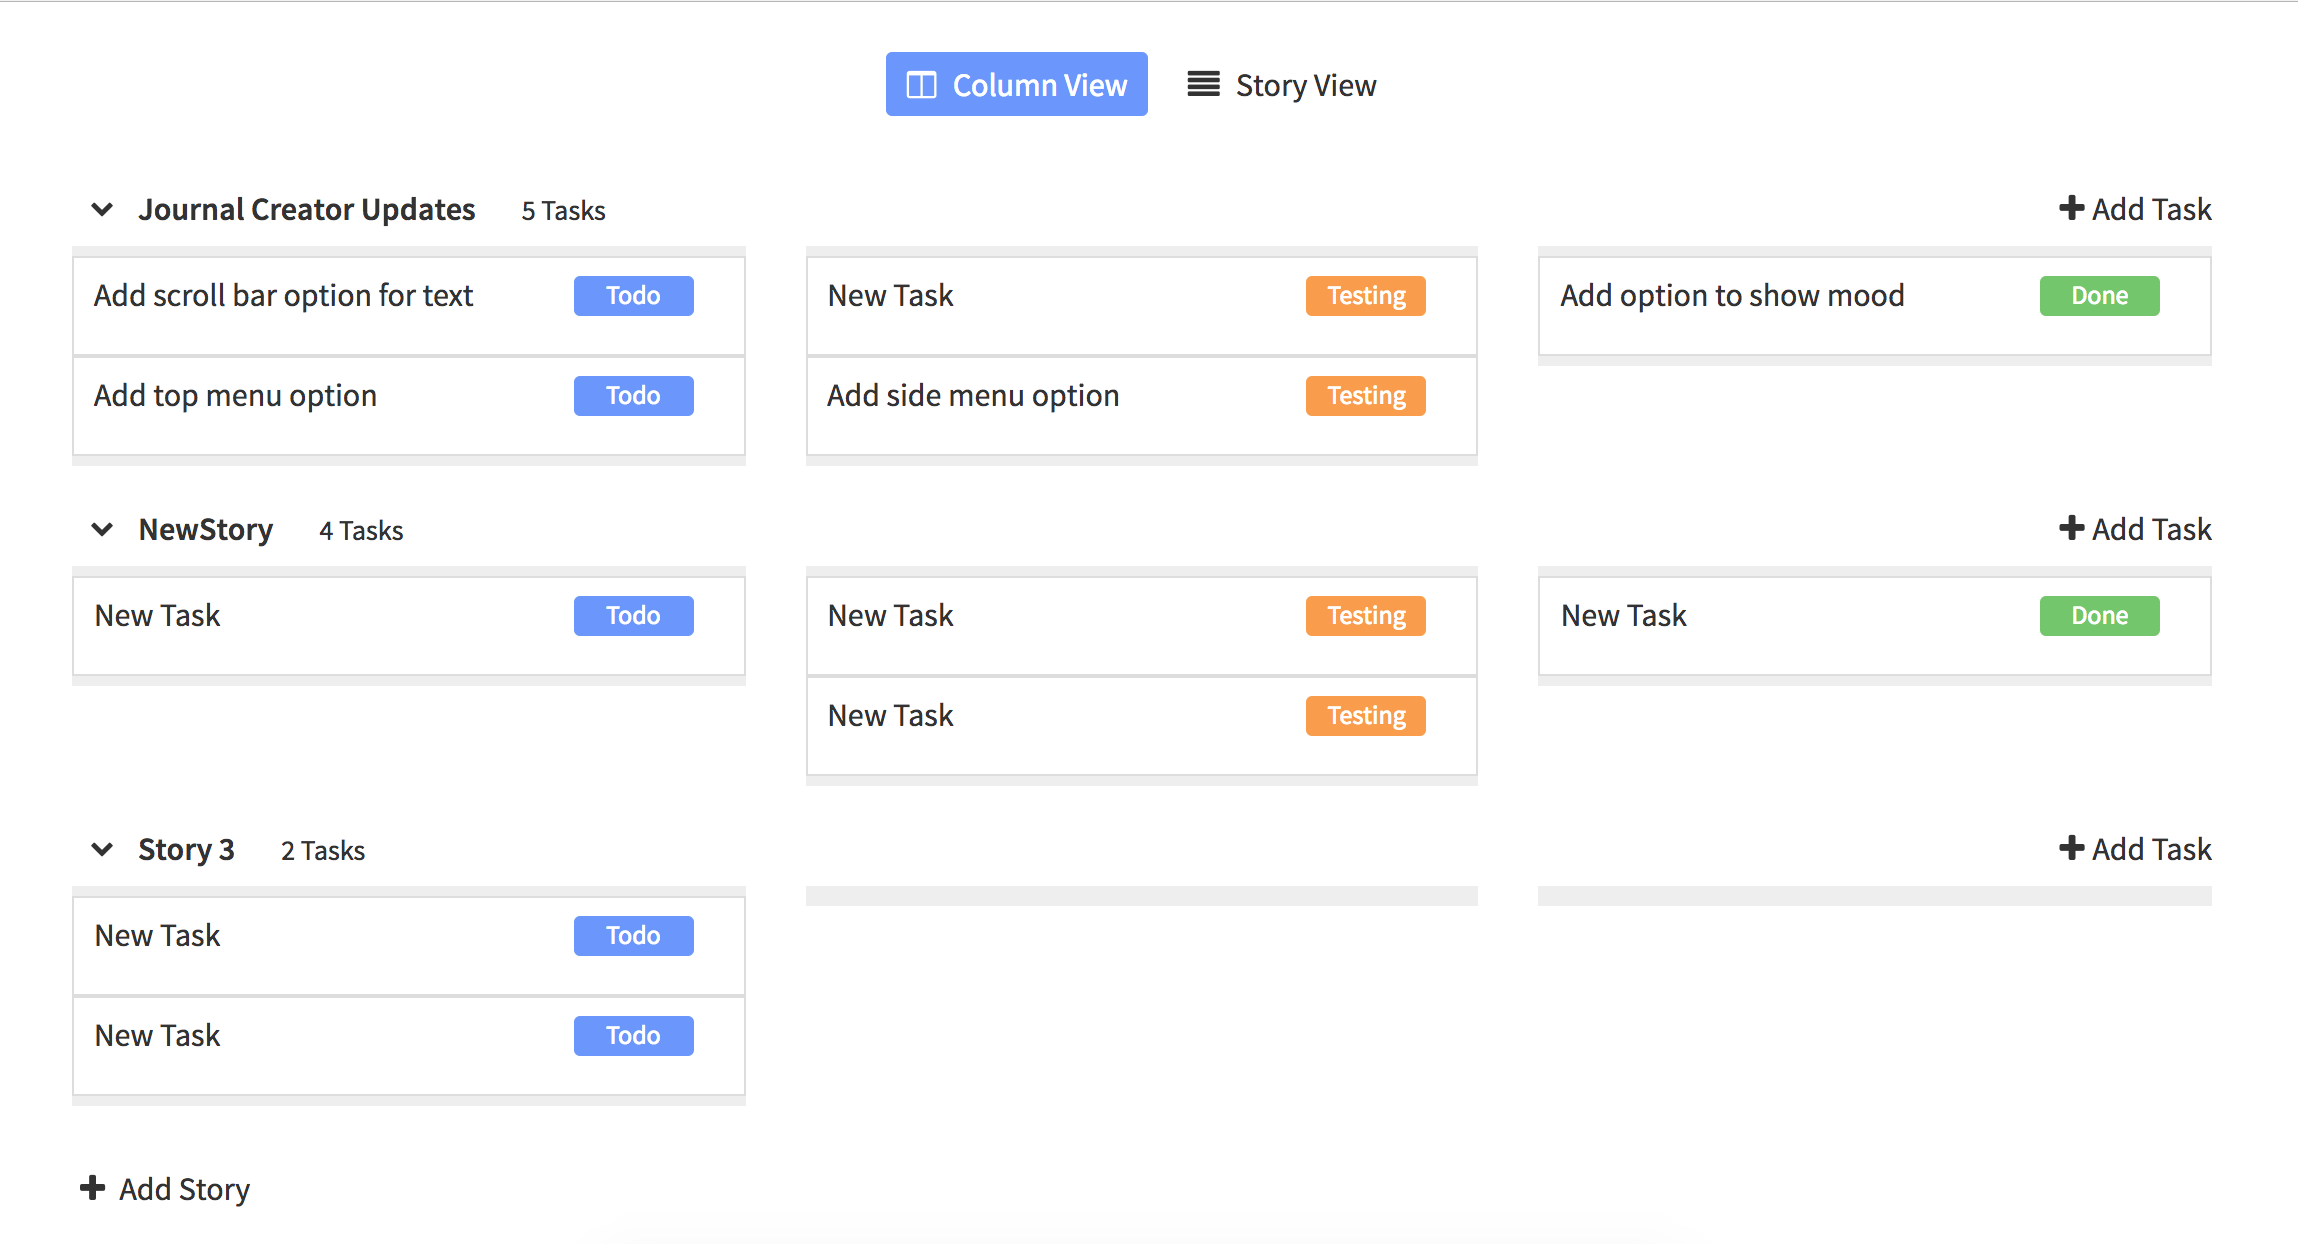 Column View Story View
Journal Creator Updates 5 Tasks Add Task
Add scroll bar option for text Todo New Task Testing Add option to show mood Done
Add top menu option Todo Add side menu option Testing
NewStory 4 Tasks Add Task
New Task Todo New Task Testing New Task Done
New Task Testing
Story 3 2 Tasks Add Task
New Task Todo
New Task Todo
Add Story